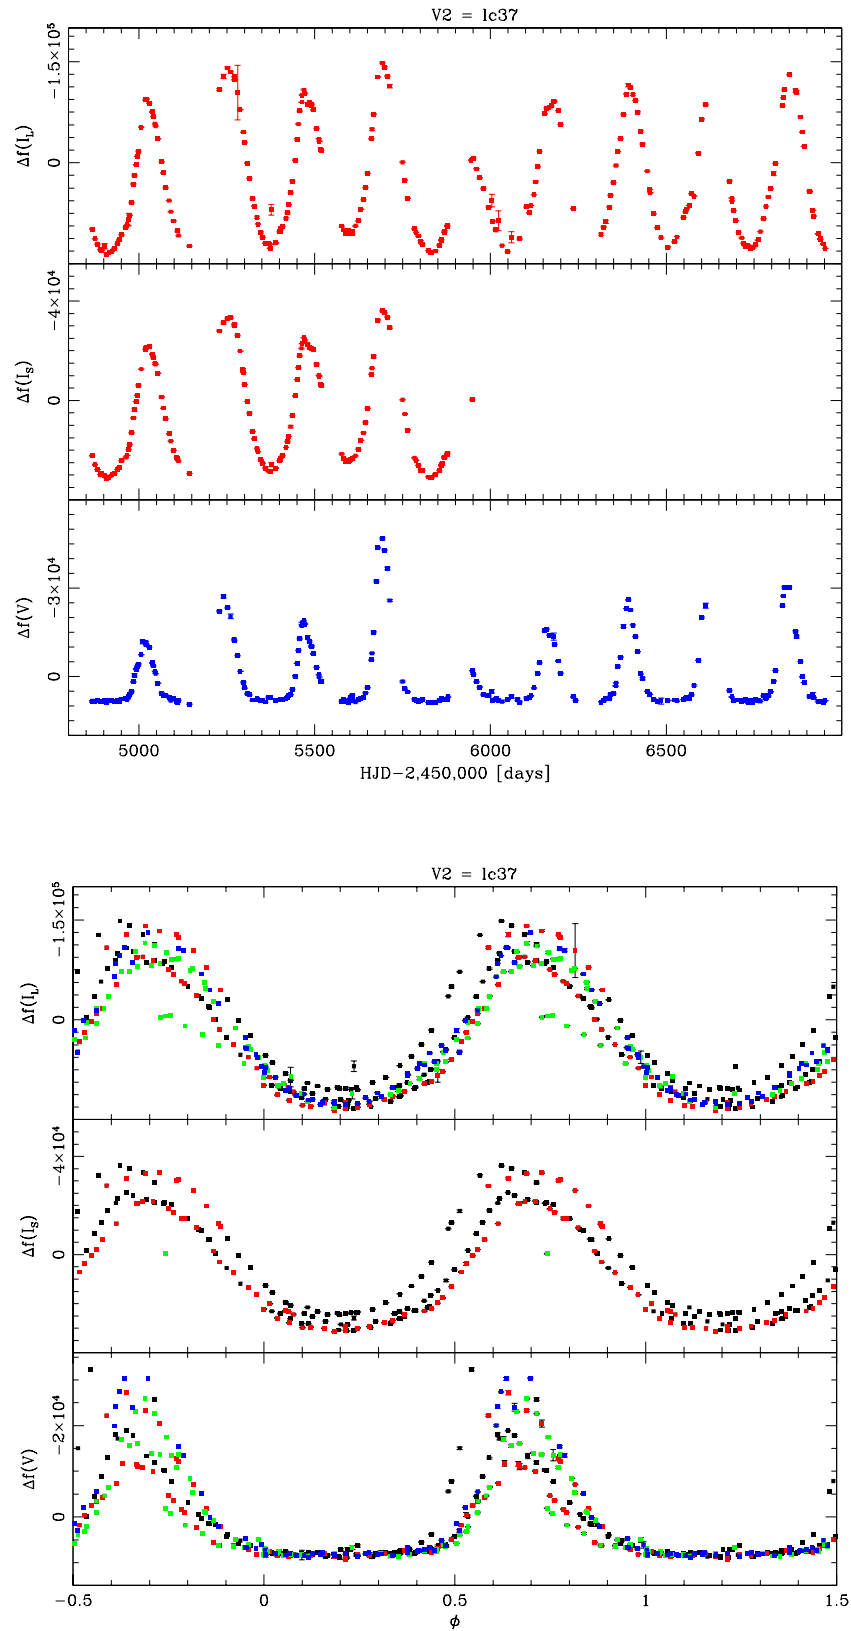 V2 = lc37
−1.5×10⁵
0
Δf(I_L)
−4×10⁴
0
Δf(I_S)
−3×10⁴
0
Δf(V)
5000 5500 6000 6500
HJD−2,450,000 [days]
V2 = lc37
−1.5×10⁵
0
Δf(I_L)
−4×10⁴
0
Δf(I_S)
−2×10⁴
0
Δf(V)
−0.5 0 0.5 1 1.5
ϕ